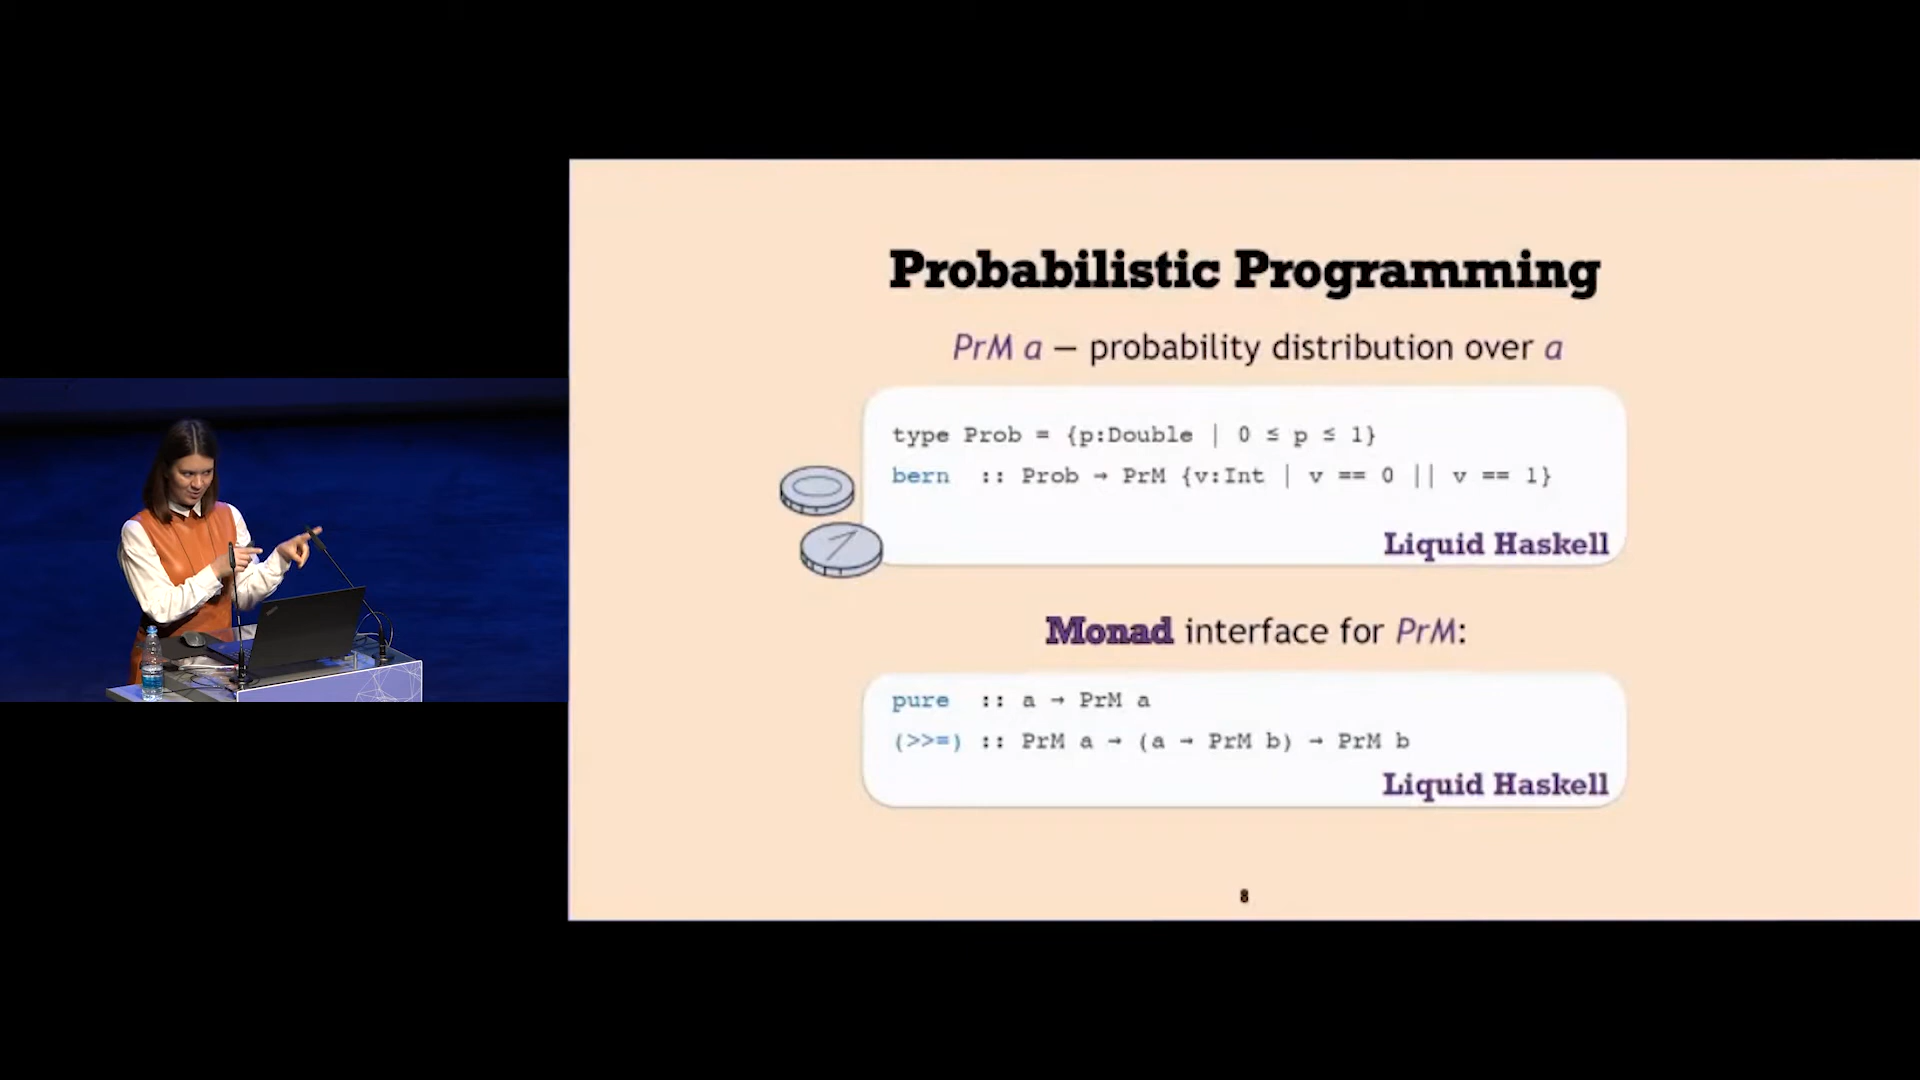 Probabilistic Programming
PrM a — probability distribution over a
type Prob = {p:Double | 0 ≤ p ≤ 1}
bern :: Prob → PrM {v:Int | v == 0 || v == 1}
Liquid Haskell
Monad interface for PrM:
pure :: a → PrM a
(>>=) :: PrM a → (a → PrM b) → PrM b
Liquid Haskell
8